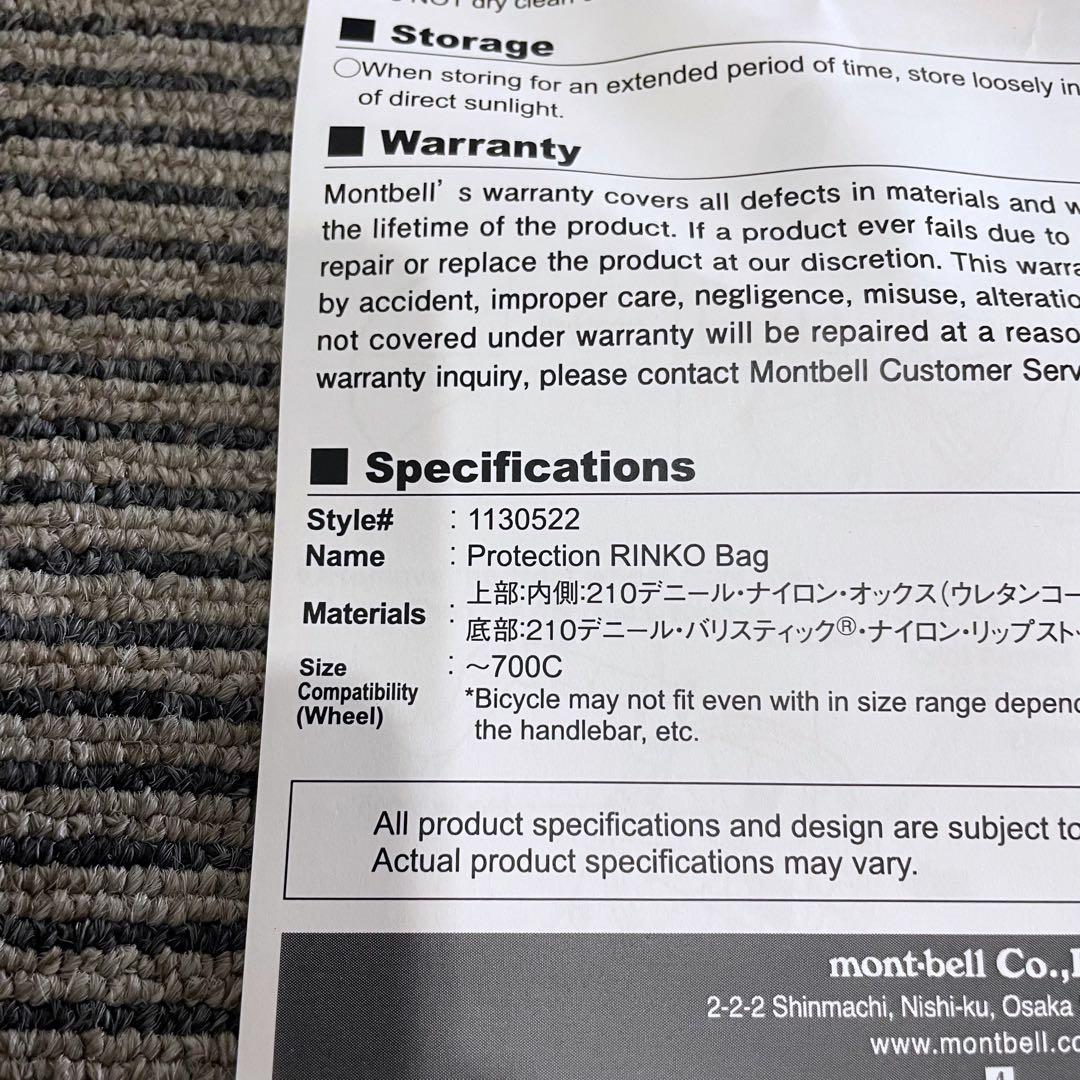 NOT dry clean
■ Storage
○When storing for an extended period of time, store loosely in
of direct sunlight.
■ Warranty
Montbell's warranty covers all defects in materials and
the lifetime of the product. If a product ever fails due to
repair or replace the product at our discretion. This
by accident, improper care, negligence, misuse,
not covered under warranty will be repaired at a
warranty inquiry, please contact Montbell Customer
■ Specifications
Style# : 1130522
Name : Protection RINKO Bag
Materials : 上部:内側:210デニール・ナイロン・オックス(ウレタンコー
底部:210デニール・バリスティック®・ナイロン・リップスト
Size Compatibility (Wheel) : ～700C
*Bicycle may not fit even with in size range
the handlebar, etc.
All product specifications and design are subject to
Actual product specifications may vary.
mont·bell Co.,
2-2-2 Shinmachi, Nishi-ku, Osaka
www.montbell.co